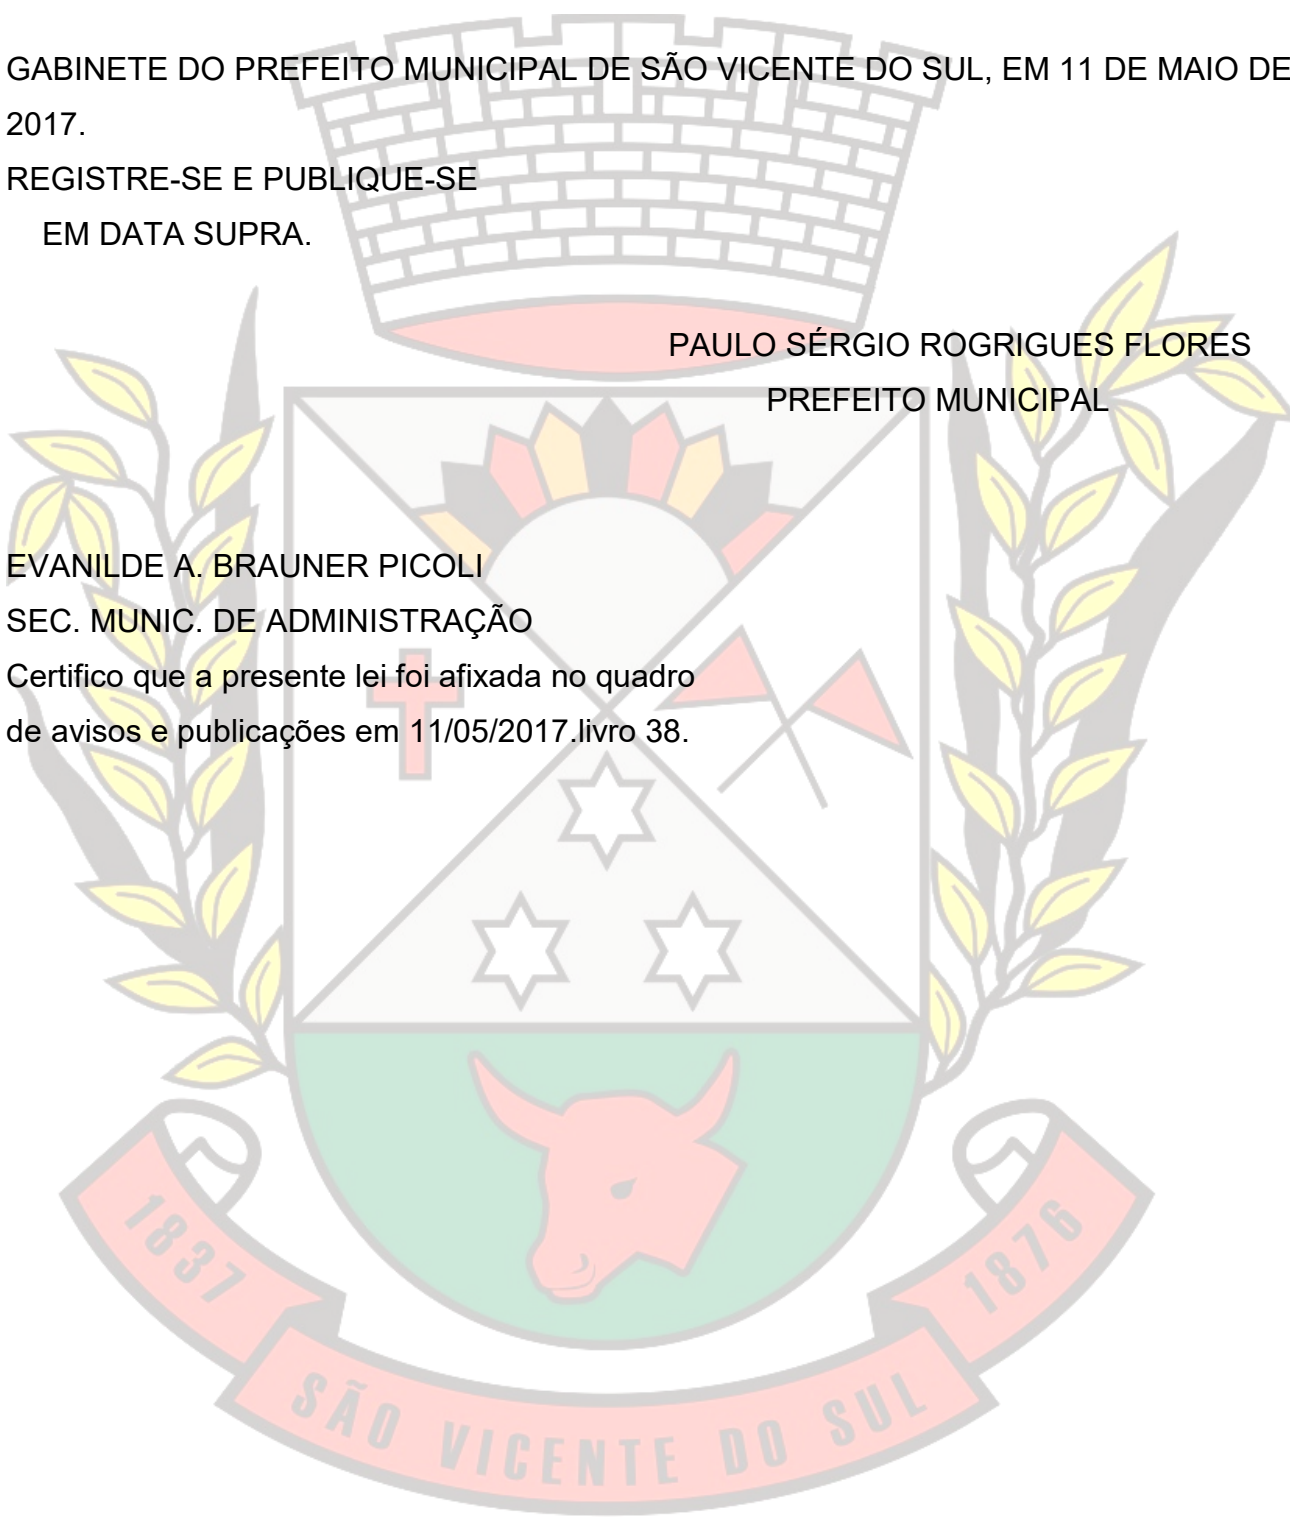 GABINETE DO PREFEITO MUNICIPAL DE SÃO VICENTE DO SUL, EM 11 DE MAIO DE
2017.
REGISTRE-SE E PUBLIQUE-SE
EM DATA SUPRA.
PAULO SÉRGIO ROGRIGUES FLORES
PREFEITO MUNICIPAL
EVANILDE A. BRAUNER PICOLI
SEC. MUNIC. DE ADMINISTRAÇÃO
Certifico que a presente lei foi afixada no quadro
de avisos e publicações em 11/05/2017.livro 38.
1837
1876
SÃO VICENTE DO SUL